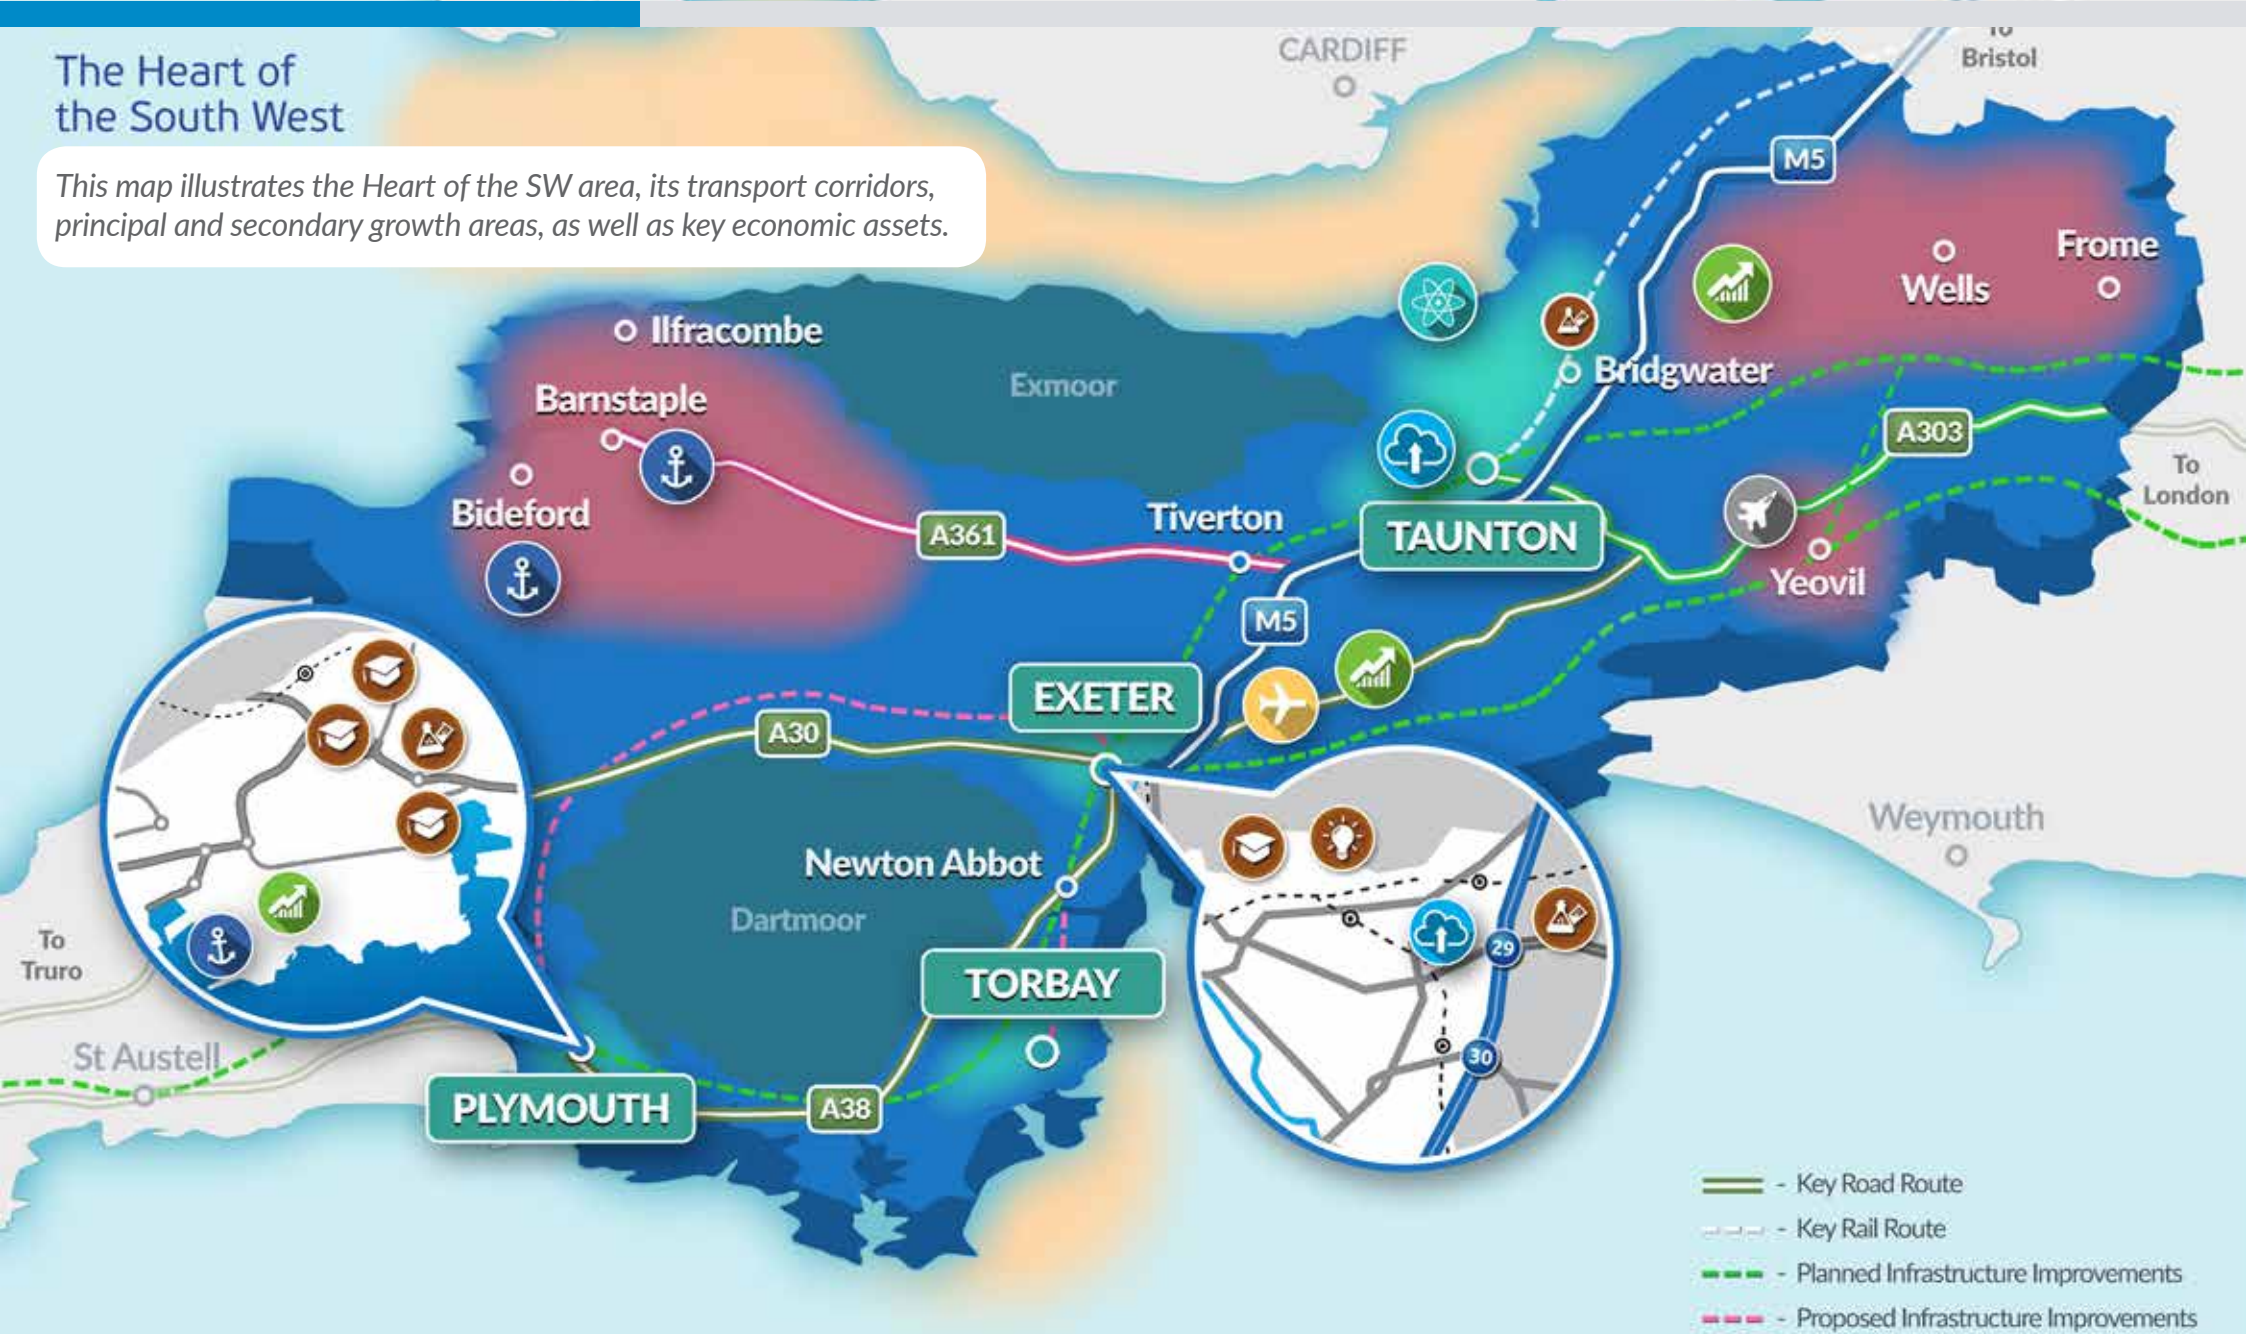 The Heart of
the South West
This map illustrates the Heart of the SW area, its transport corridors,
principal and secondary growth areas, as well as key economic assets.
CARDIFF
To
Bristol
M5
Frome
Wells
Ilfracombe
Exmoor
Barnstaple
Bridgwater
A303
To
London
Bideford
Tiverton
A361
TAUNTON
Yeovil
M5
EXETER
A30
Weymouth
Newton Abbot
Dartmoor
To
Truro
29
TORBAY
St Austell
30
PLYMOUTH
A38
- Key Road Route
- Key Rail Route
- Planned Infrastructure Improvements
- Proposed Infrastructure Improvements